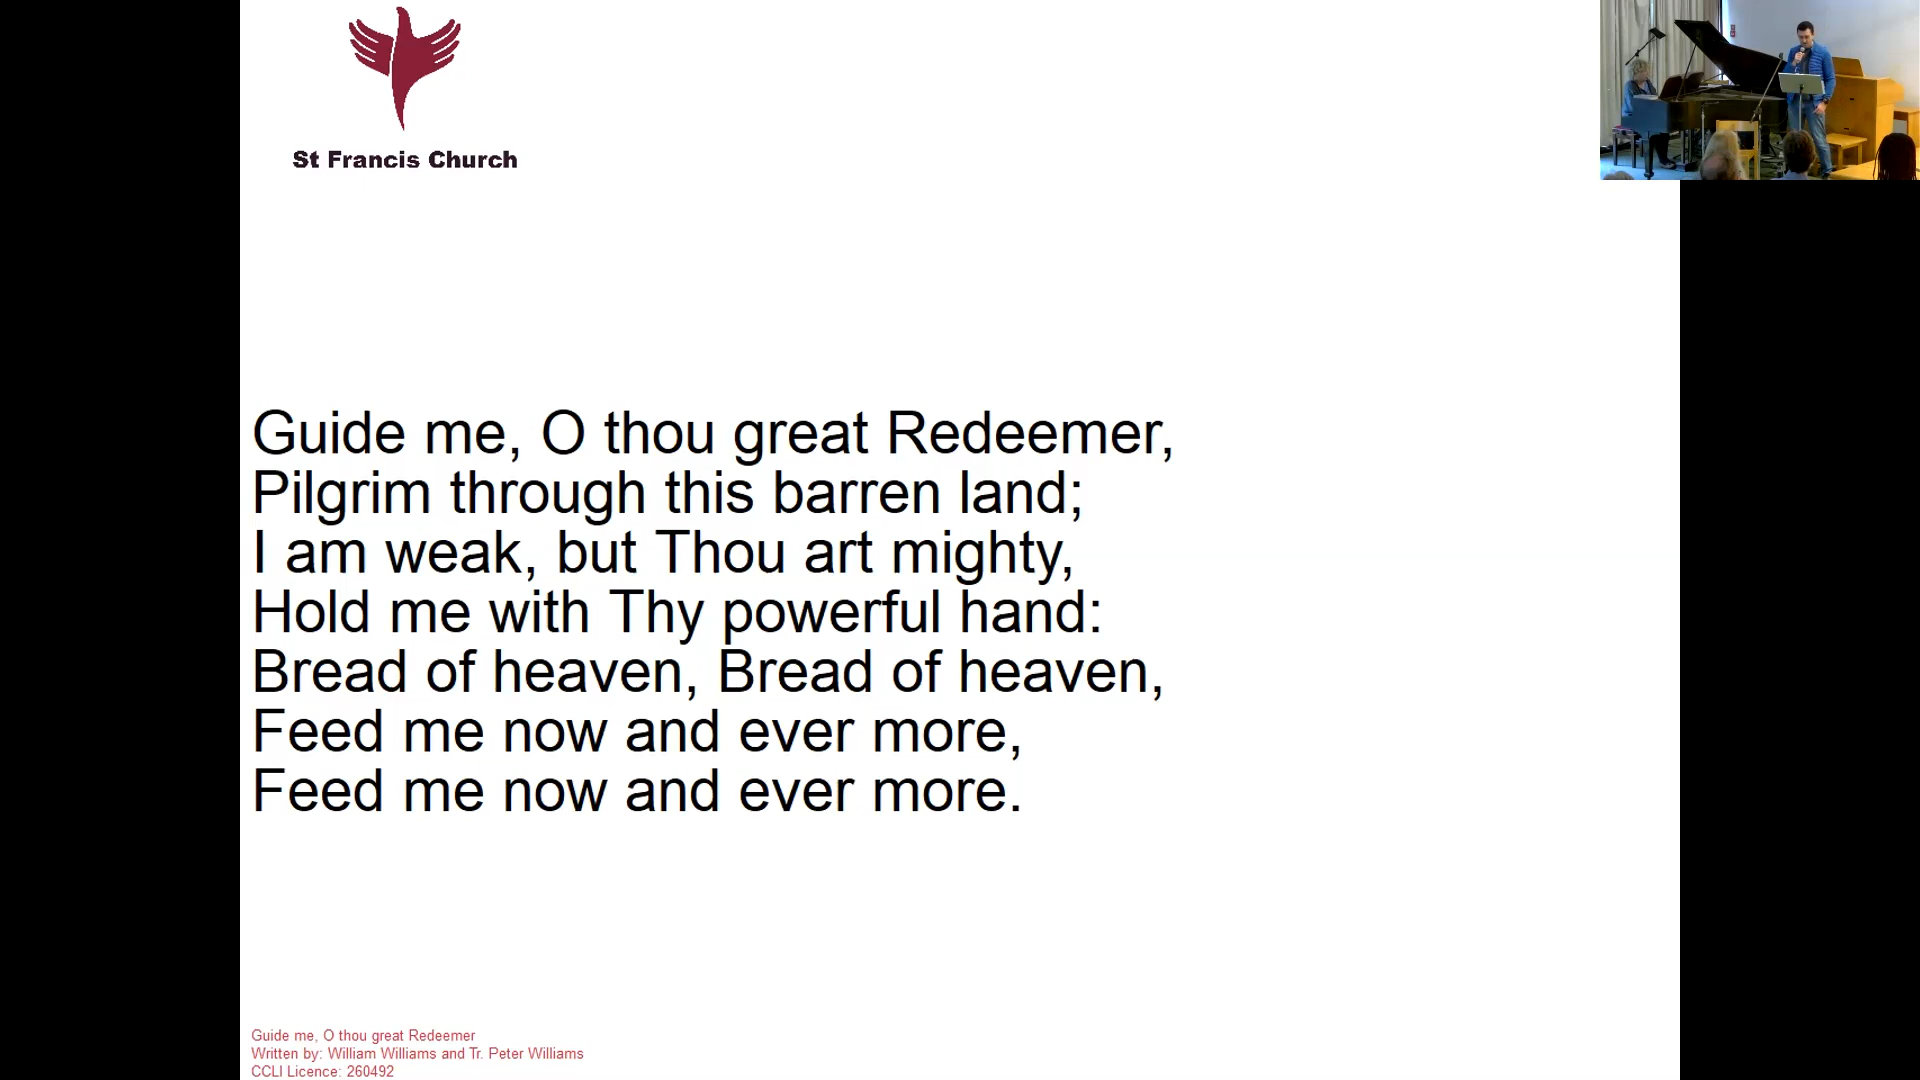 St Francis Church
Guide me, O thou great Redeemer,
Pilgrim through this barren land;
I am weak, but Thou art mighty,
Hold me with Thy powerful hand:
Bread of heaven, Bread of heaven,
Feed me now and ever more,
Feed me now and ever more.
Guide me, O thou great Redeemer
Written by: William Williams and Tr. Peter Williams
CCLI Licence: 260492